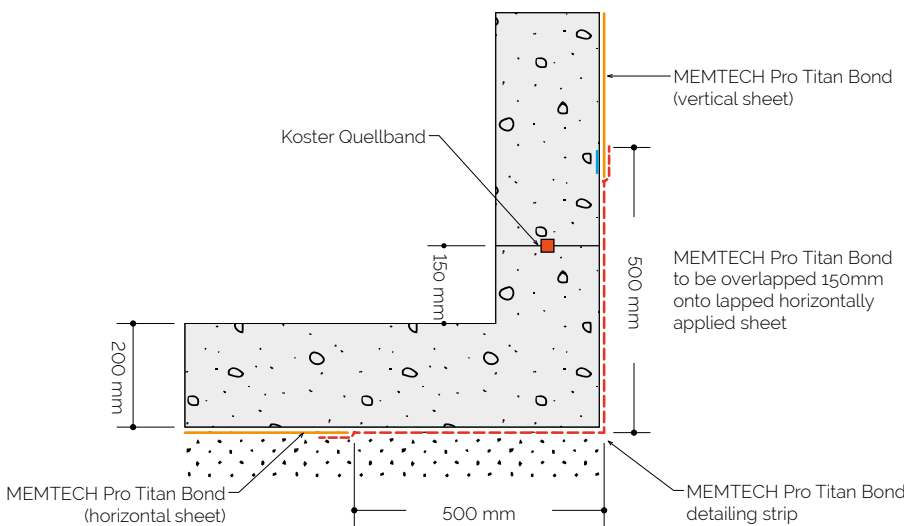 MEMTECH Pro Titan Bond
(vertical sheet)
Koster Quellband
150 mm
500 mm
MEMTECH Pro Titan Bond
to be overlapped 150mm
onto lapped horizontally
applied sheet
200 mm
MEMTECH Pro Titan Bond
(horizontal sheet)
500 mm
MEMTECH Pro Titan Bond
detailing strip